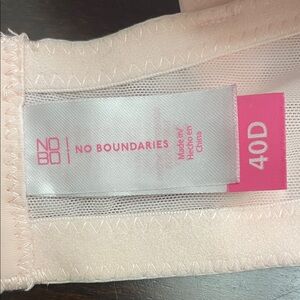 NO
BO
NO BOUNDARIES
Made in/
Hecho en
China
40D